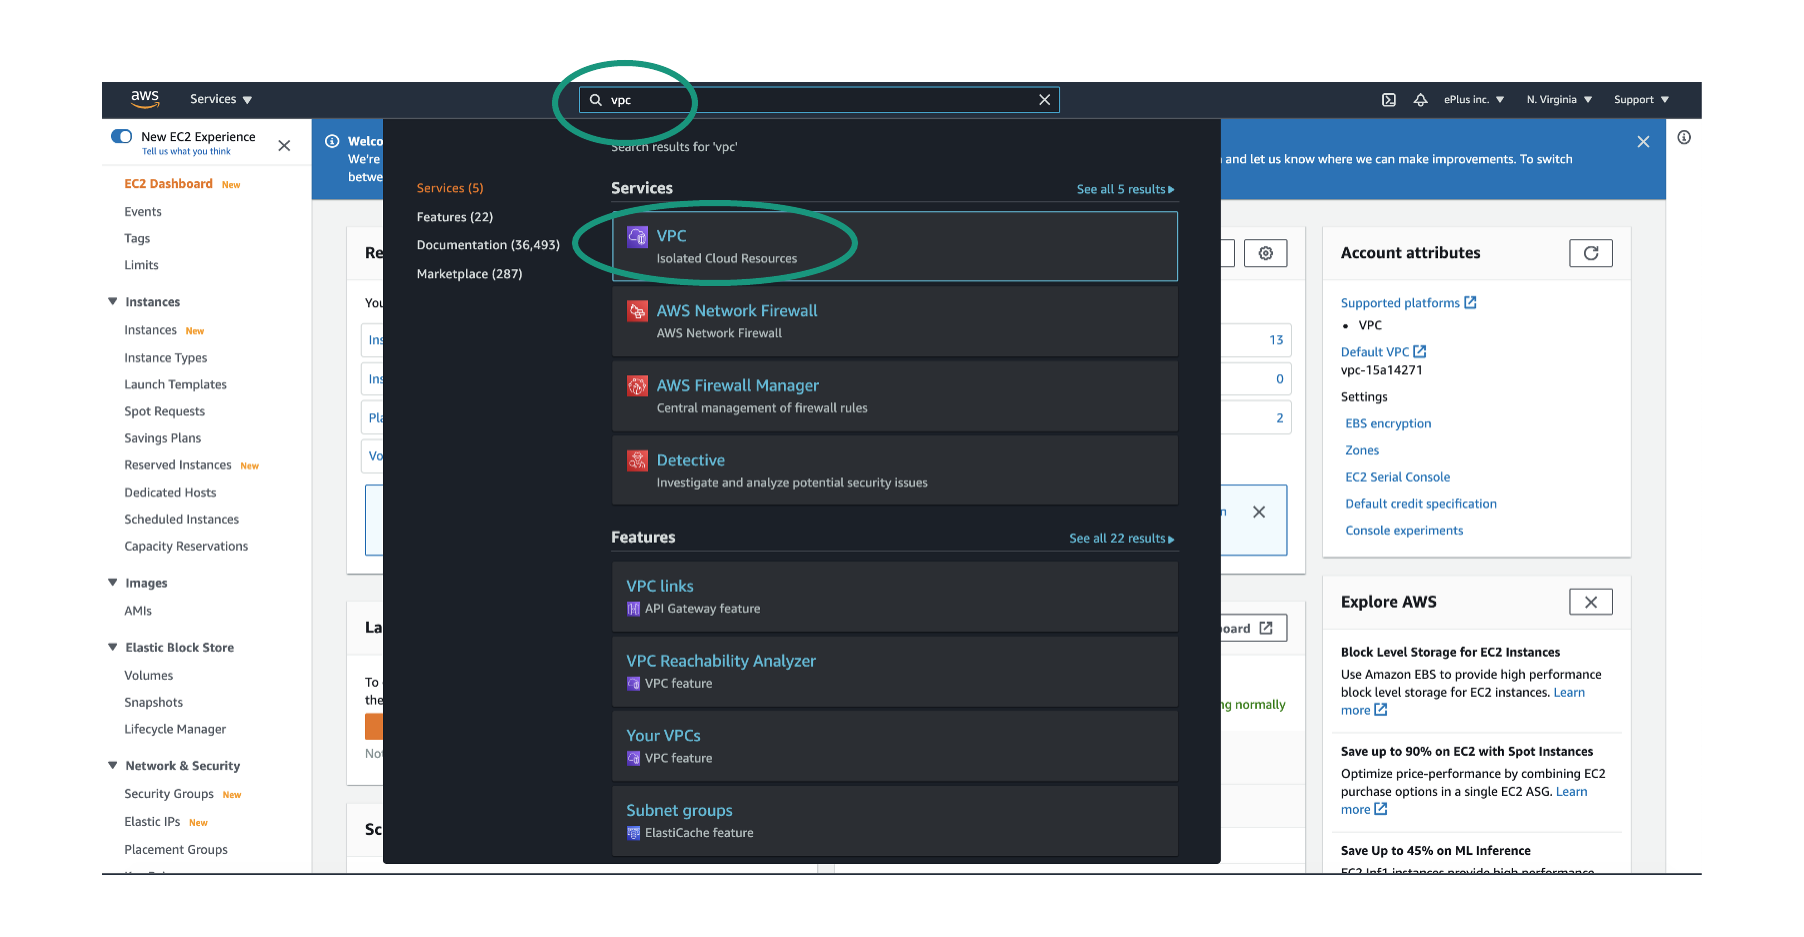 aws
Services
vpc
ePlus inc.
N. Virginia
Support
New EC2 Experience
Tell us what you think
EC2 Dashboard New
Events
Tags
Limits
Instances
Instances New
Instance Types
Launch Templates
Spot Requests
Savings Plans
Reserved Instances New
Dedicated Hosts
Scheduled Instances
Capacity Reservations
Images
AMIs
Elastic Block Store
Volumes
Snapshots
Lifecycle Manager
Network & Security
Security Groups New
Elastic IPs New
Placement Groups
Welco
We're
betwe
and let us know where we can make improvements. To switch
Re
You
Ins
Ins
Pla
Vo
La
To
the
Not
Sc
Search results for 'vpc'
Services (5)
Features (22)
Documentation (36,493)
Marketplace (287)
Services
See all 5 results
VPC
Isolated Cloud Resources
AWS Network Firewall
AWS Network Firewall
AWS Firewall Manager
Central management of firewall rules
Detective
Investigate and analyze potential security issues
Features
See all 22 results
VPC links
API Gateway feature
VPC Reachability Analyzer
VPC feature
Your VPCs
VPC feature
Subnet groups
ElastiCache feature
13
0
2
n
oard
ng normally
Account attributes
Supported platforms
• VPC
Default VPC
vpc-15a14271
Settings
EBS encryption
Zones
EC2 Serial Console
Default credit specification
Console experiments
Explore AWS
Block Level Storage for EC2 Instances
Use Amazon EBS to provide high performance
block level storage for EC2 instances. Learn
more
Save up to 90% on EC2 with Spot Instances
Optimize price-performance by combining EC2
purchase options in a single EC2 ASG. Learn
more
Save Up to 45% on ML Inference
EC2 Inf1 instances provide high performance